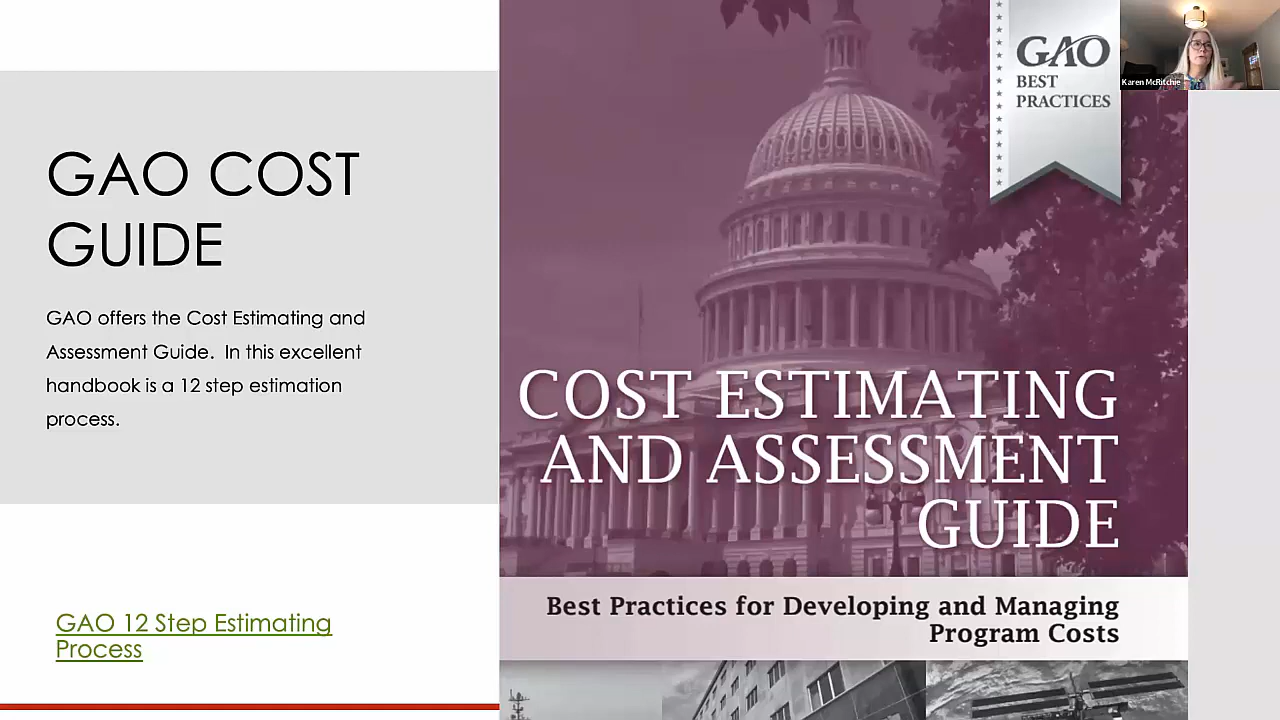 GAO COST
GUIDE
GAO offers the Cost Estimating and
Assessment Guide.  In this excellent
handbook is a 12 step estimation
process.
GAO 12 Step Estimating
Process
GAO
BEST
PRACTICES
COST ESTIMATING
AND ASSESSMENT
GUIDE
Best Practices for Developing and Managing
Program Costs
Karen McRitchie